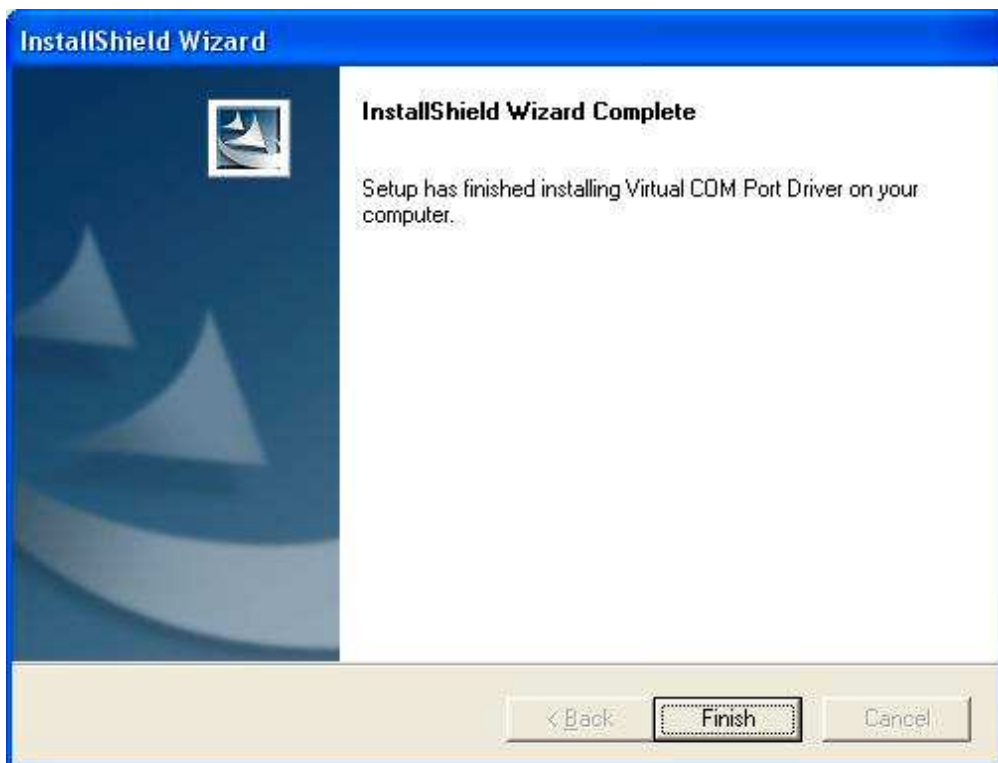 InstallShield Wizard
InstallShield Wizard Complete
Setup has finished installing Virtual COM Port Driver on your
computer.
< Back
Finish
Cancel